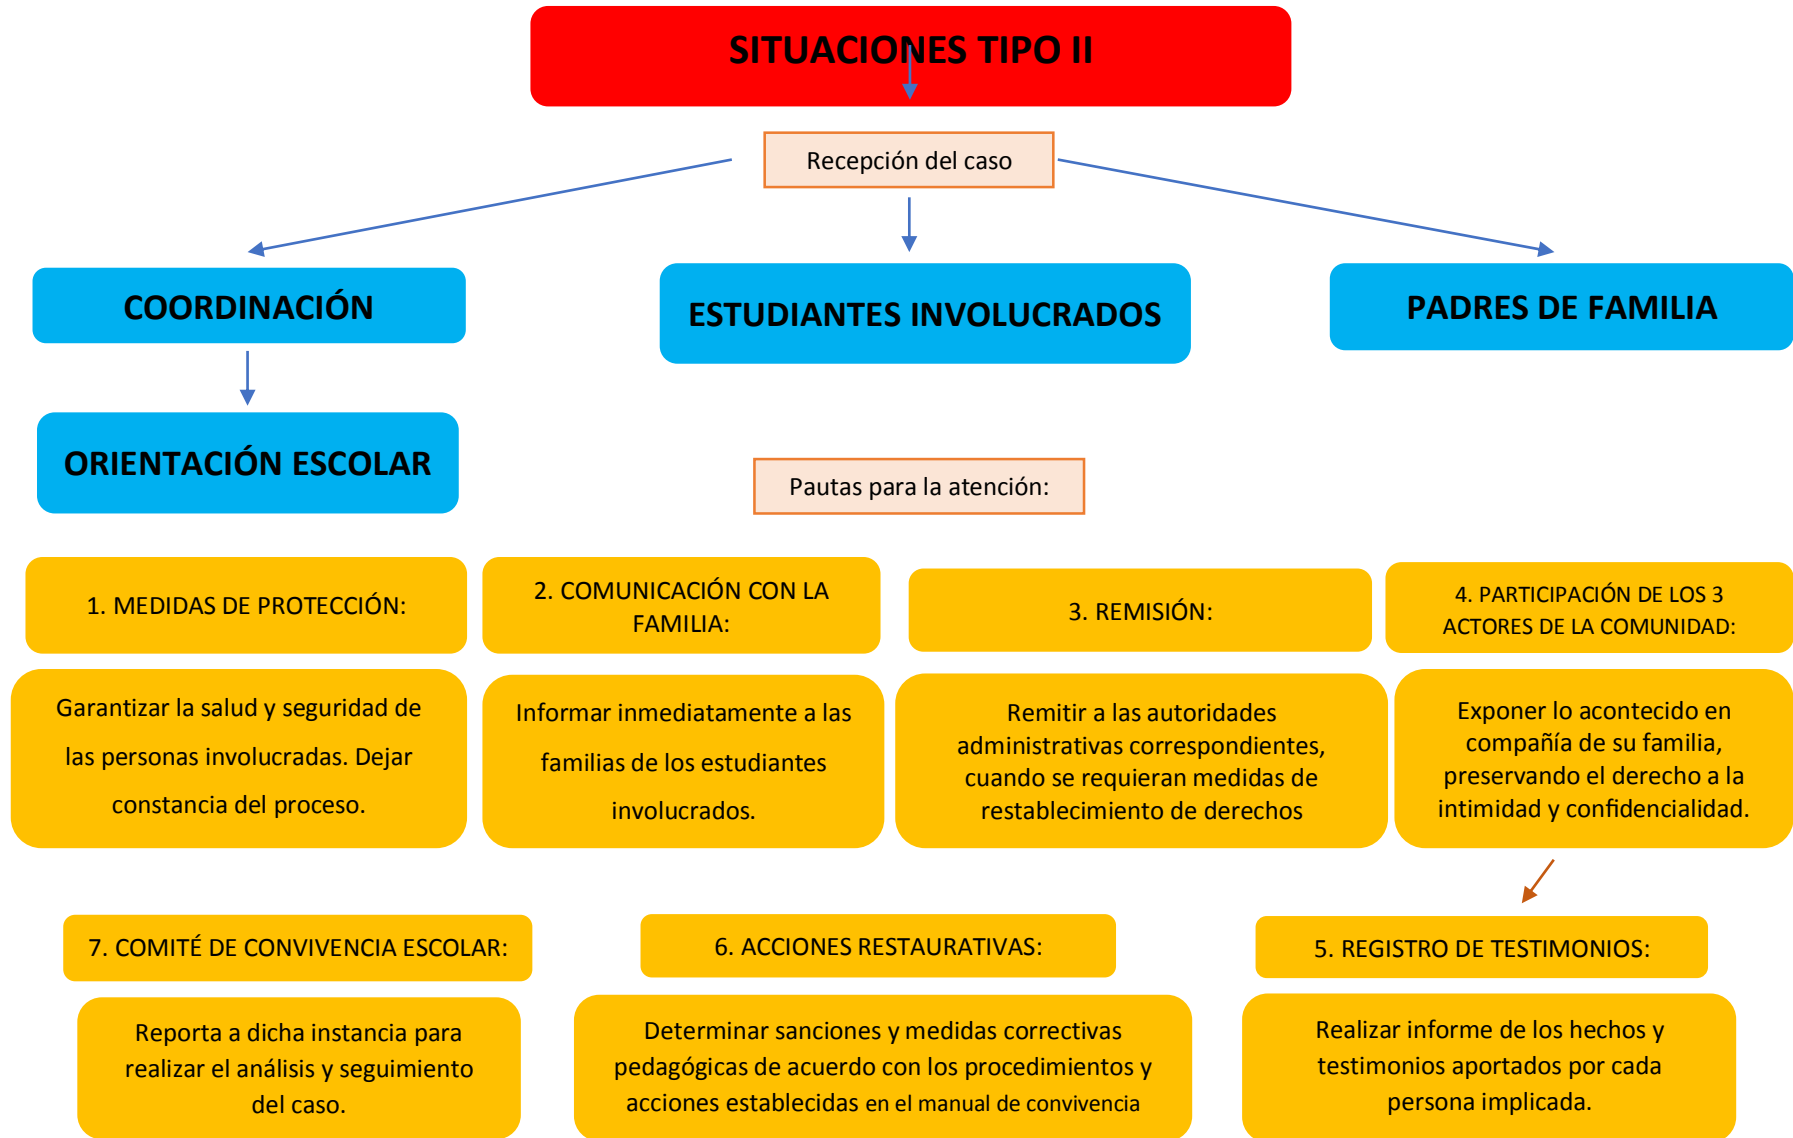 SITUACIONES TIPO II
Recepción del caso
COORDINACIÓN
ESTUDIANTES INVOLUCRADOS
PADRES DE FAMILIA
ORIENTACIÓN ESCOLAR
Pautas para la atención:
1. MEDIDAS DE PROTECCIÓN:
Garantizar la salud y seguridad de
las personas involucradas. Dejar
constancia del proceso.
2. COMUNICACIÓN CON LA
FAMILIA:
Informar inmediatamente a las
familias de los estudiantes
involucrados.
3. REMISIÓN:
Remitir a las autoridades
administrativas correspondientes,
cuando se requieran medidas de
restablecimiento de derechos
4. PARTICIPACIÓN DE LOS 3
ACTORES DE LA COMUNIDAD:
Exponer lo acontecido en
compañía de su familia,
preservando el derecho a la
intimidad y confidencialidad.
5. REGISTRO DE TESTIMONIOS:
Realizar informe de los hechos y
testimonios aportados por cada
persona implicada.
6. ACCIONES RESTAURATIVAS:
Determinar sanciones y medidas correctivas
pedagógicas de acuerdo con los procedimientos y
acciones establecidas en el manual de convivencia
7. COMITÉ DE CONVIVENCIA ESCOLAR:
Reporta a dicha instancia para
realizar el análisis y seguimiento
del caso.